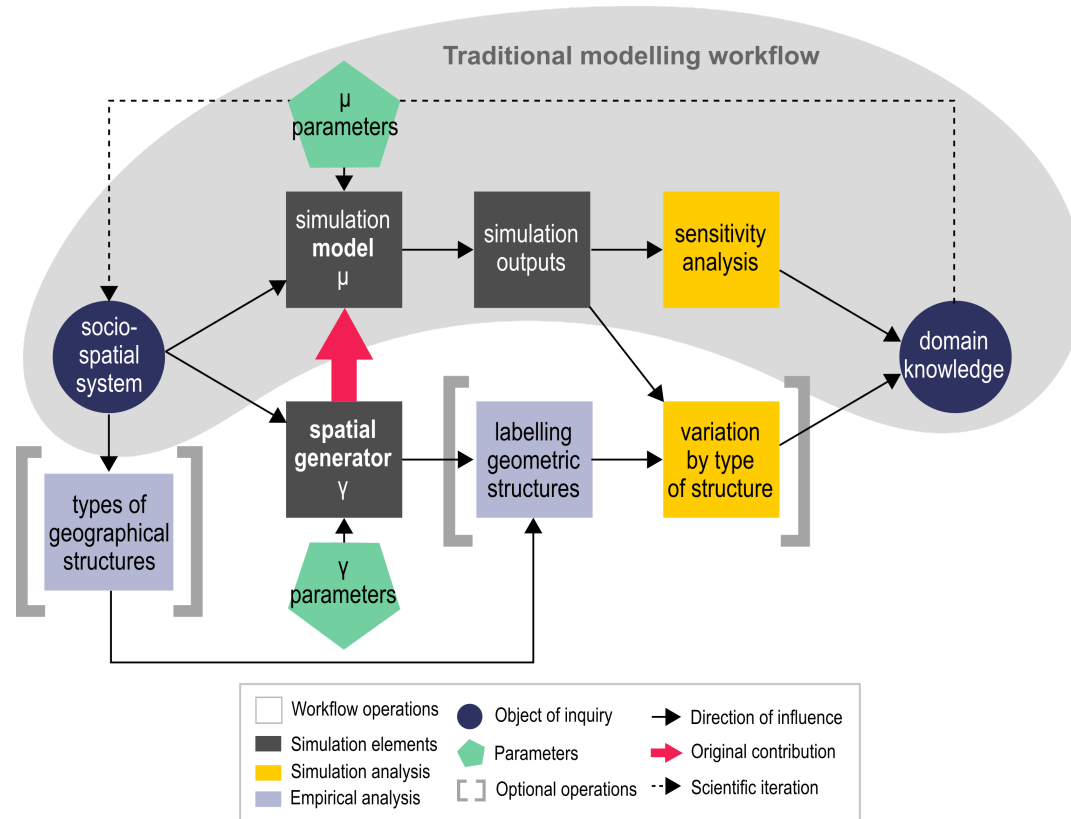 Traditional modelling workflow
μ
parameters
simulation
model
μ
simulation
outputs
sensitivity
analysis
socio-
spatial
system
domain
knowledge
spatial
generator
γ
labelling
geometric
structures
variation
by type
of structure
types of
geographical
structures
γ
parameters
Workflow operations
Simulation elements
Simulation analysis
Empirical analysis
Object of inquiry
Parameters
Optional operations
Direction of influence
Original contribution
Scientific iteration